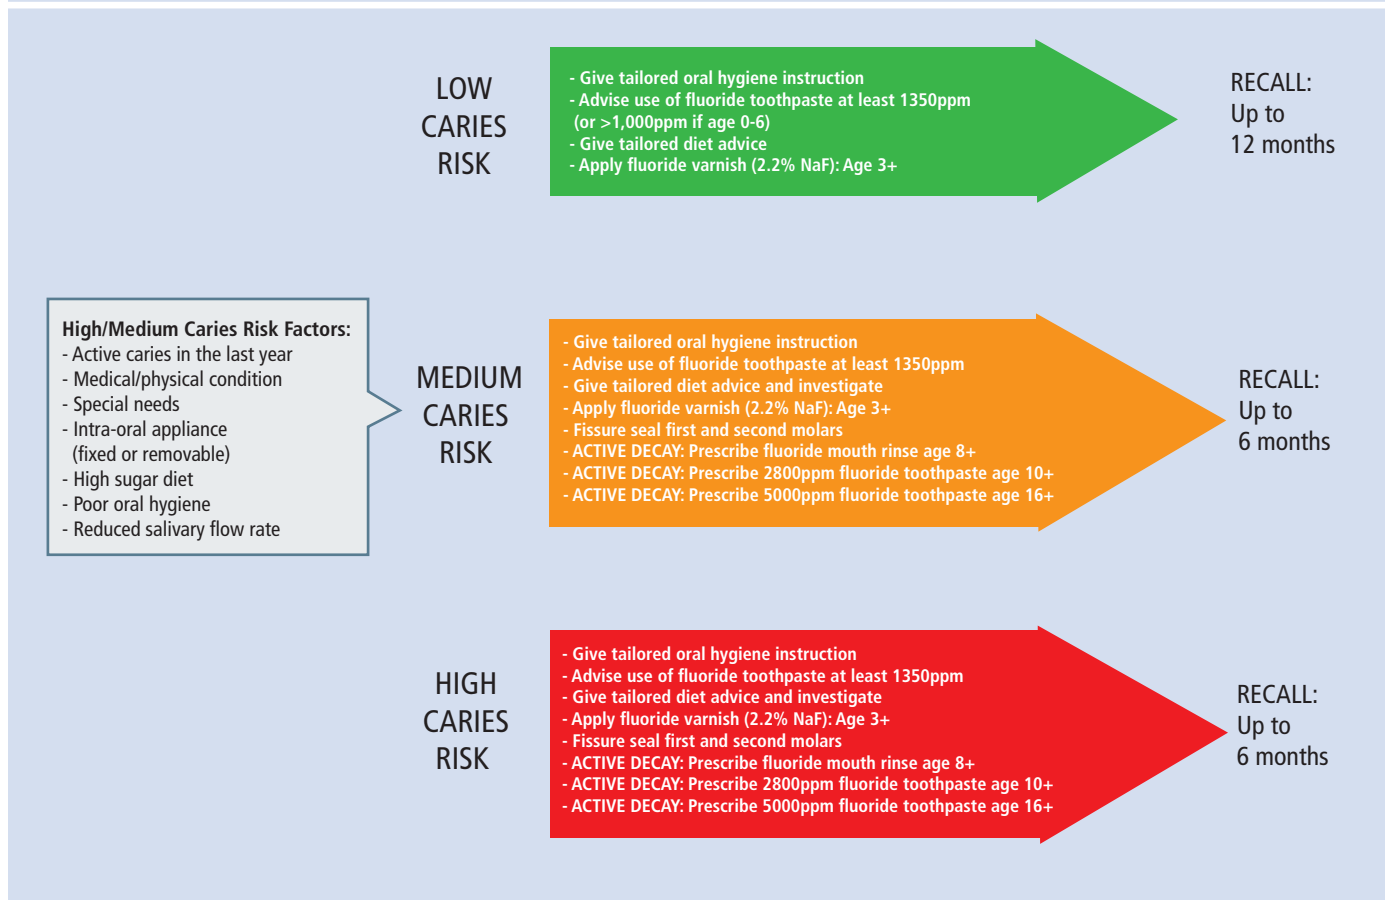 LOW
CARIES
RISK
- Give tailored oral hygiene instruction
- Advise use of fluoride toothpaste at least 1350ppm
(or >1,000ppm if age 0-6)
- Give tailored diet advice
- Apply fluoride varnish (2.2% NaF): Age 3+
RECALL:
Up to
12 months
High/Medium Caries Risk Factors:
- Active caries in the last year
- Medical/physical condition
- Special needs
- Intra-oral appliance
(fixed or removable)
- High sugar diet
- Poor oral hygiene
- Reduced salivary flow rate
MEDIUM
CARIES
RISK
- Give tailored oral hygiene instruction
- Advise use of fluoride toothpaste at least 1350ppm
- Give tailored diet advice and investigate
- Apply fluoride varnish (2.2% NaF): Age 3+
- Fissure seal first and second molars
- ACTIVE DECAY: Prescribe fluoride mouth rinse age 8+
- ACTIVE DECAY: Prescribe 2800ppm fluoride toothpaste age 10+
- ACTIVE DECAY: Prescribe 5000ppm fluoride toothpaste age 16+
RECALL:
Up to
6 months
HIGH
CARIES
RISK
- Give tailored oral hygiene instruction
- Advise use of fluoride toothpaste at least 1350ppm
- Give tailored diet advice and investigate
- Apply fluoride varnish (2.2% NaF): Age 3+
- Fissure seal first and second molars
- ACTIVE DECAY: Prescribe fluoride mouth rinse age 8+
- ACTIVE DECAY: Prescribe 2800ppm fluoride toothpaste age 10+
- ACTIVE DECAY: Prescribe 5000ppm fluoride toothpaste age 16+
RECALL:
Up to
6 months